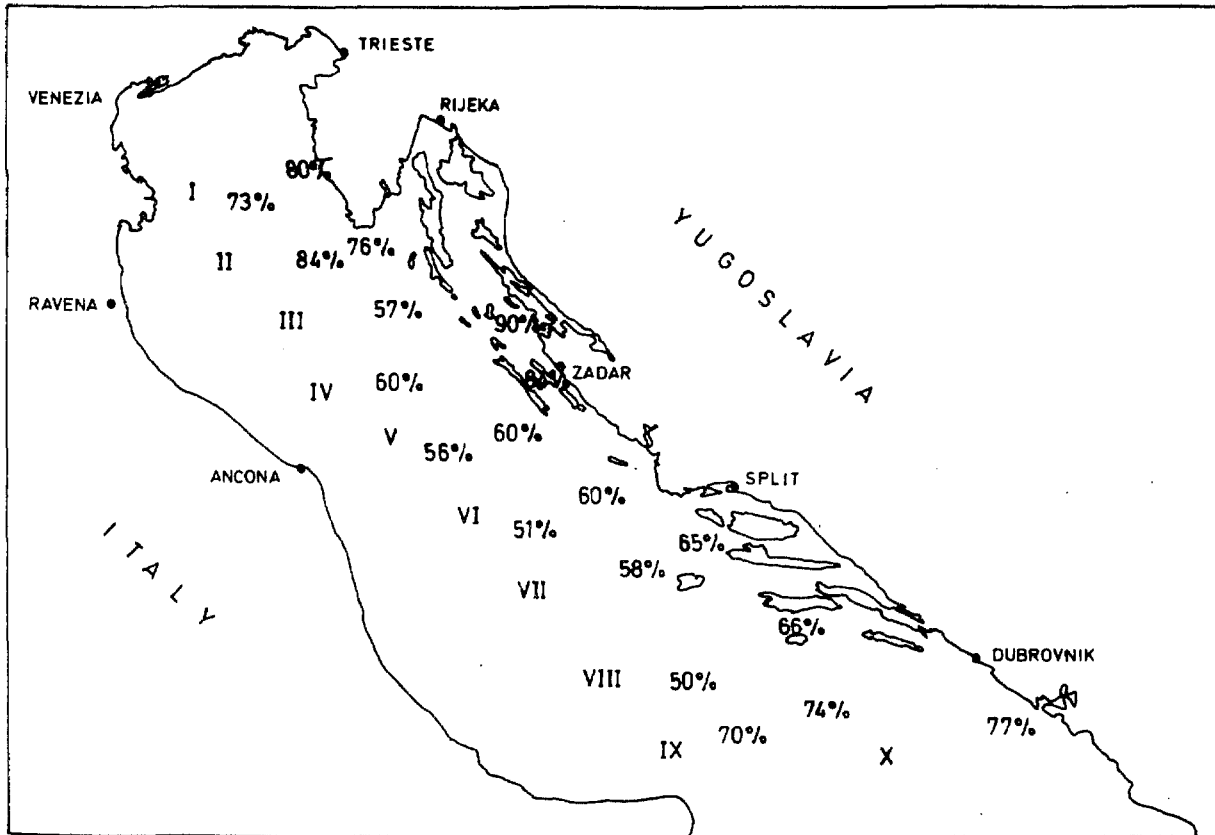 TRIESTE
VENEZIA
RIJEKA
80%
I
73%
YUGOSLAVIA
76%
II
84%
RAVENA
57%
III
90%
ZADAR
IV
60%
V
60%
56%
ANCONA
SPLIT
60%
VI
51%
ITALY
65%
58%
VII
66%
DUBROVNIK
VIII
50%
74%
77%
70%
IX
X